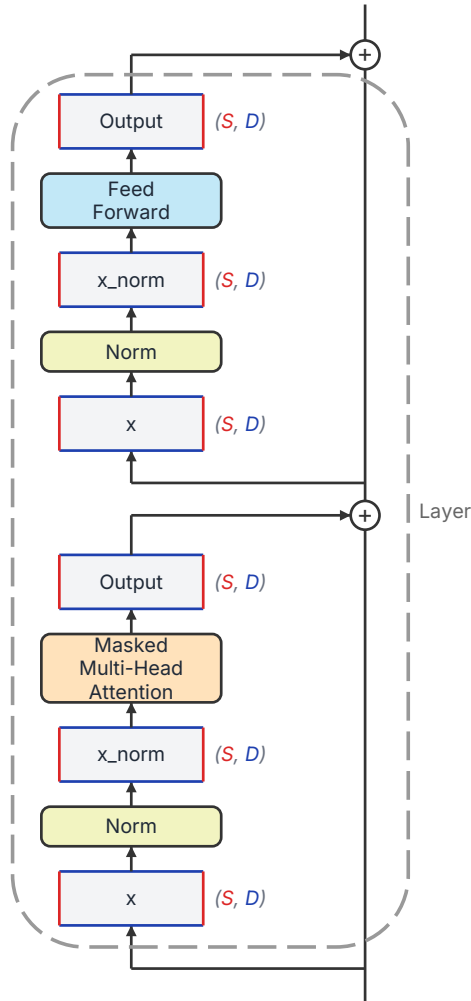 +
Output (S, D)
Feed
Forward
x_norm (S, D)
Norm
x (S, D)
+
Layer
Output (S, D)
Masked
Multi-Head
Attention
x_norm (S, D)
Norm
x (S, D)